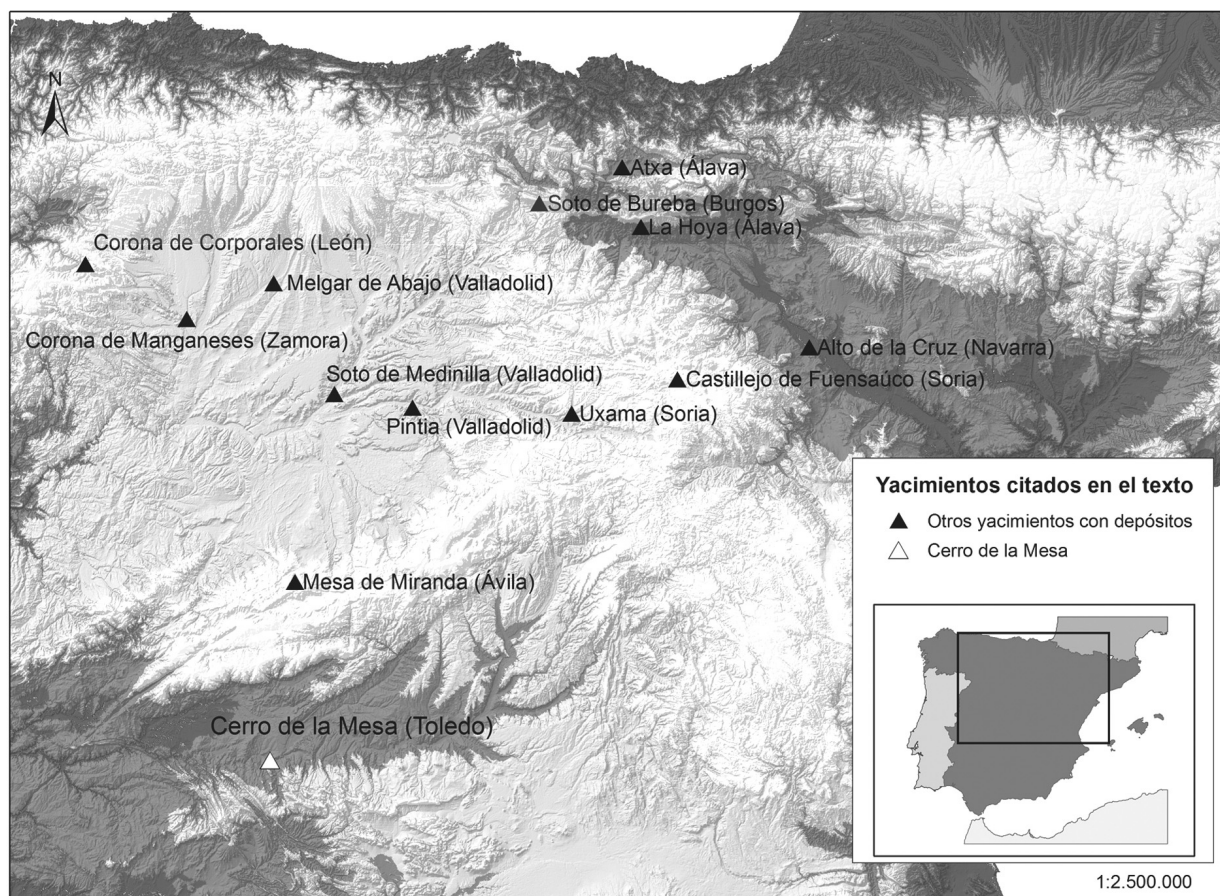 N
Atxa (Álava)
Soto de Bureba (Burgos)
La Hoya (Álava)
Corona de Corporales (León)
Melgar de Abajo (Valladolid)
Corona de Manganeses (Zamora)
Alto de la Cruz (Navarra)
Soto de Medinilla (Valladolid)
Castillejo de Fuensaúco (Soria)
Pintia (Valladolid)
Uxama (Soria)
Yacimientos citados en el texto
Otros yacimientos con depósitos
Cerro de la Mesa
Mesa de Miranda (Ávila)
Cerro de la Mesa (Toledo)
1:2.500.000